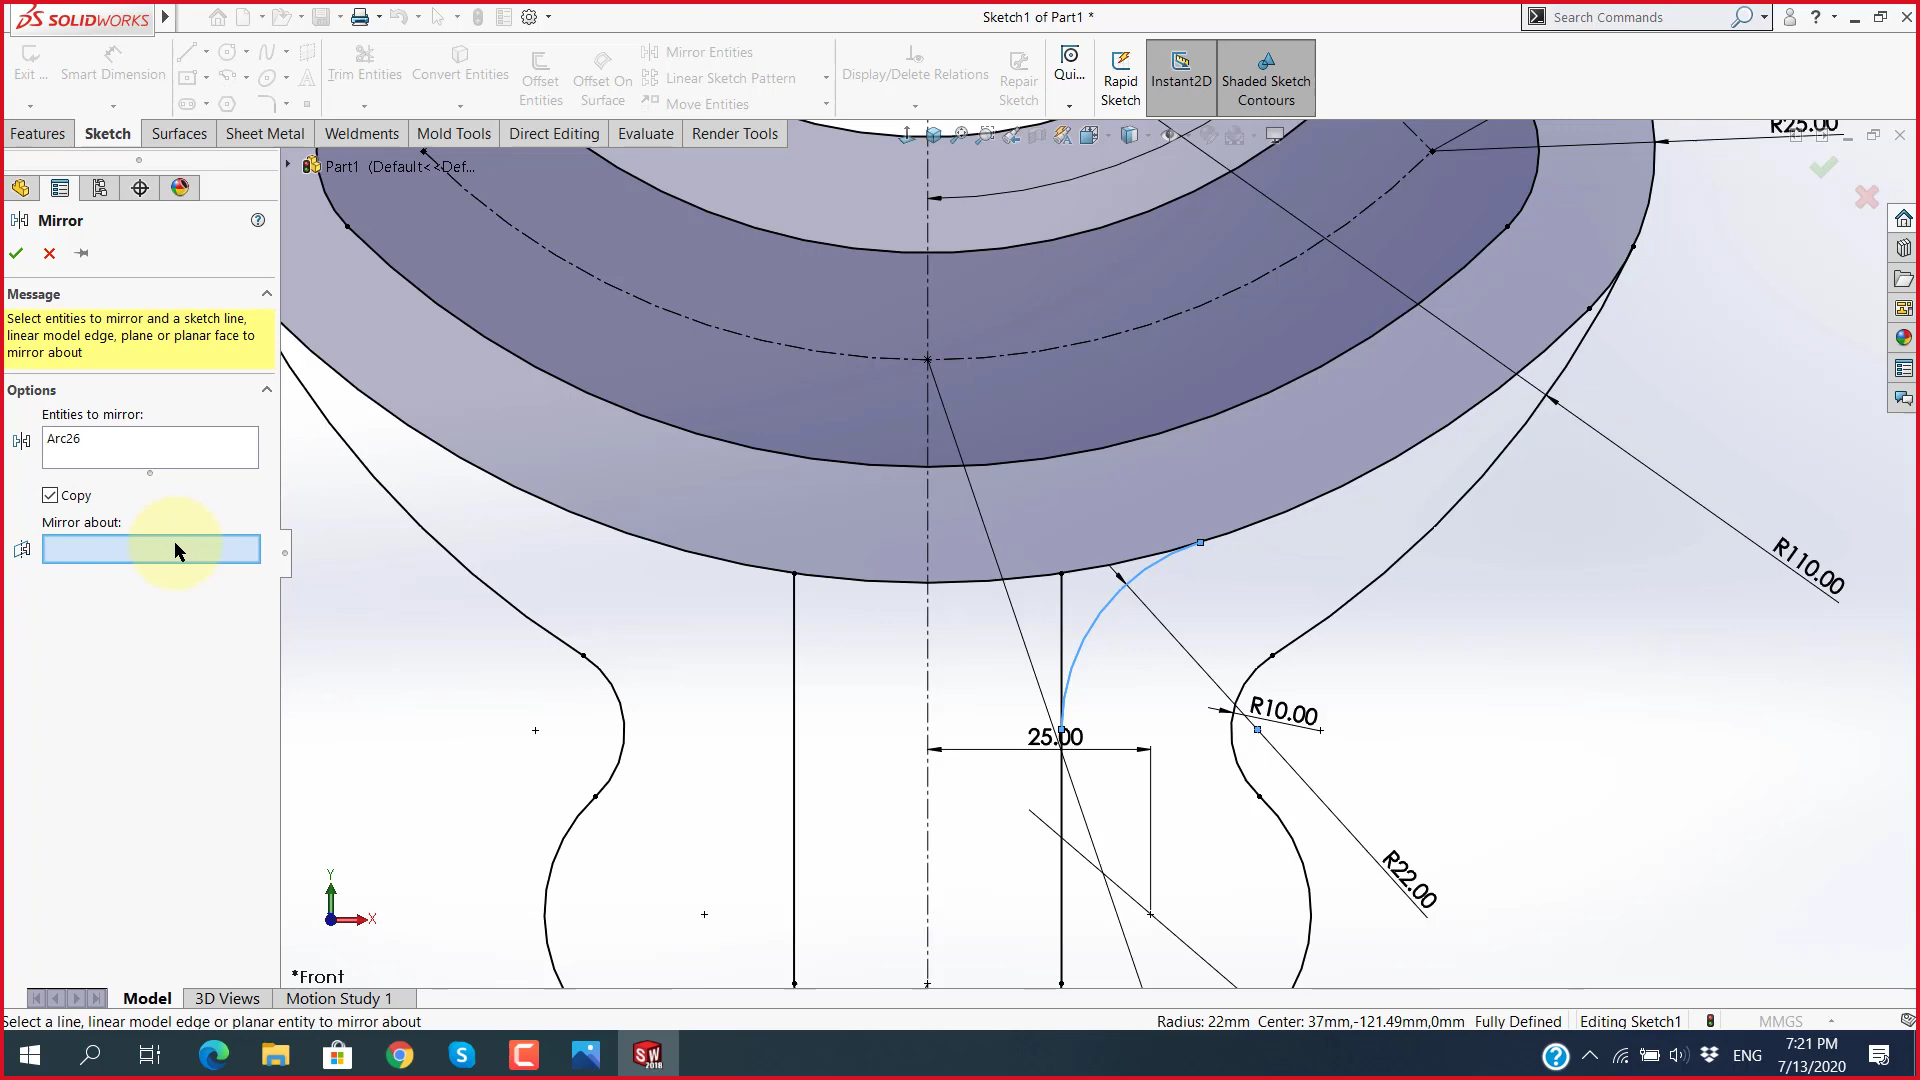 SOLIDWORKS
Sketch1 of Part1 *
Search Commands
?
Exit ...
Smart Dimension
Trim Entities
Convert Entities
Offset
Entities
Offset On
Surface
Mirror Entities
Linear Sketch Pattern
Move Entities
Display/Delete Relations
Repair
Sketch
Qui...
Rapid
Sketch
Instant2D
Shaded Sketch
Contours
Features
Sketch
Surfaces
Sheet Metal
Weldments
Mold Tools
Direct Editing
Evaluate
Render Tools
Part1 (Default<<Def...
R25.00
Mirror
?
Message
Select entities to mirror and a sketch line,
linear model edge, plane or planar face to
mirror about
Options
Entities to mirror:
Arc26
Copy
Mirror about:
R110.00
R10.00
25.00
R22.00
Y
X
*Front
Model
3D Views
Motion Study 1
Select a line, linear model edge or planar entity to mirror about
Radius: 22mm Center: 37mm,-121.49mm,0mm
Fully Defined
Editing Sketch1
MMGS
SW
2018
?
ENG
7:21 PM
7/13/2020